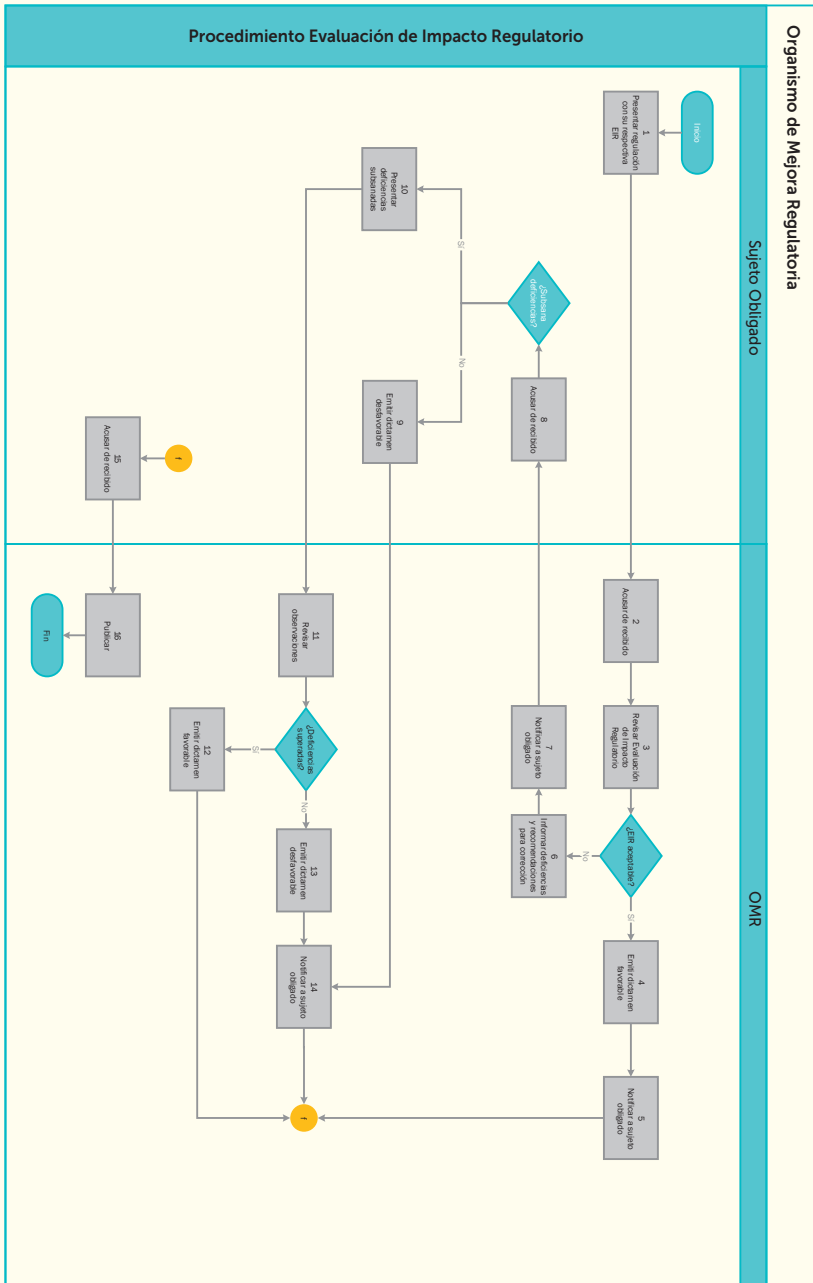 Organismo de Mejora Regulatoria
Procedimiento Evaluación de Impacto Regulatorio
Sujeto Obligado
OMR
Inicio
1
Presentar regulación
con su respectiva
EIR
2
Acusar de recibido
3
Revisar Evaluación
de Impacto
Regulatorio
¿EIR aceptable?
Sí
No
4
Emitir dictamen
favorable
5
Notificar a sujeto
obligado
6
Informar deficiencias
y recomendaciones
para corrección
7
Notificar a sujeto
obligado
8
Acusar de recibido
¿Subsana
deficiencias?
Sí
No
9
Emitir dictamen
desfavorable
10
Presentar
deficiencias
subsanadas
11
Revisar
observaciones
¿Deficiencias
superadas?
Sí
No
12
Emitir dictamen
favorable
13
Emitir dictamen
desfavorable
14
Notificar a sujeto
obligado
f
f
15
Acusar de recibido
16
Publicar
Fin